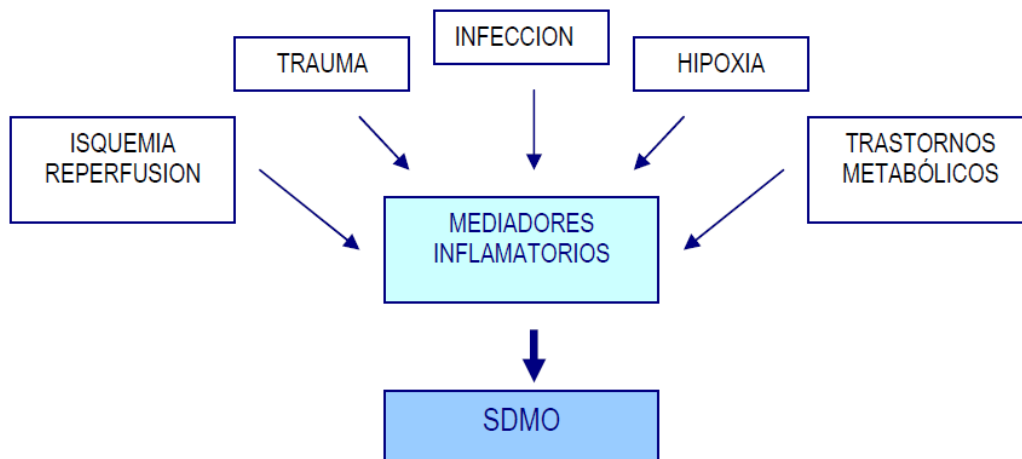 INFECCION
TRAUMA
HIPOXIA
ISQUEMIA
REPERFUSION
TRASTORNOS
METABÓLICOS
MEDIADORES
INFLAMATORIOS
SDMO